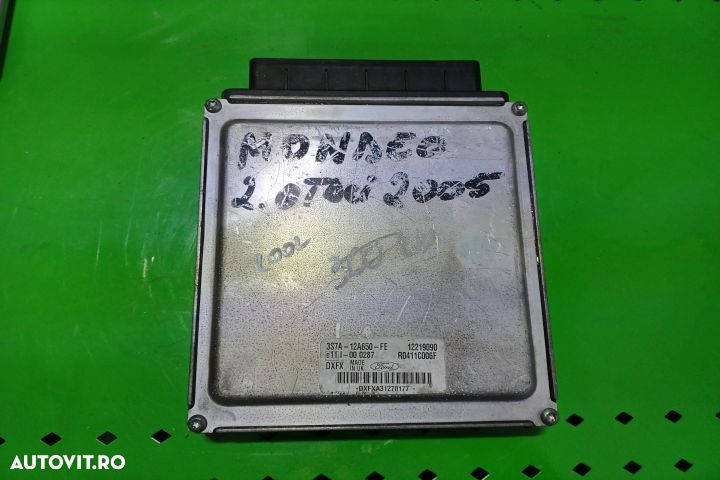 MONDEO
2.0TDCi 2005
2002
3S7A-12A650-FE 12219090
e11 I-00 0287 R0411C006F
DXFX MADE IN UK Ford
-DXFXA31270177-
AUTOVIT.RO